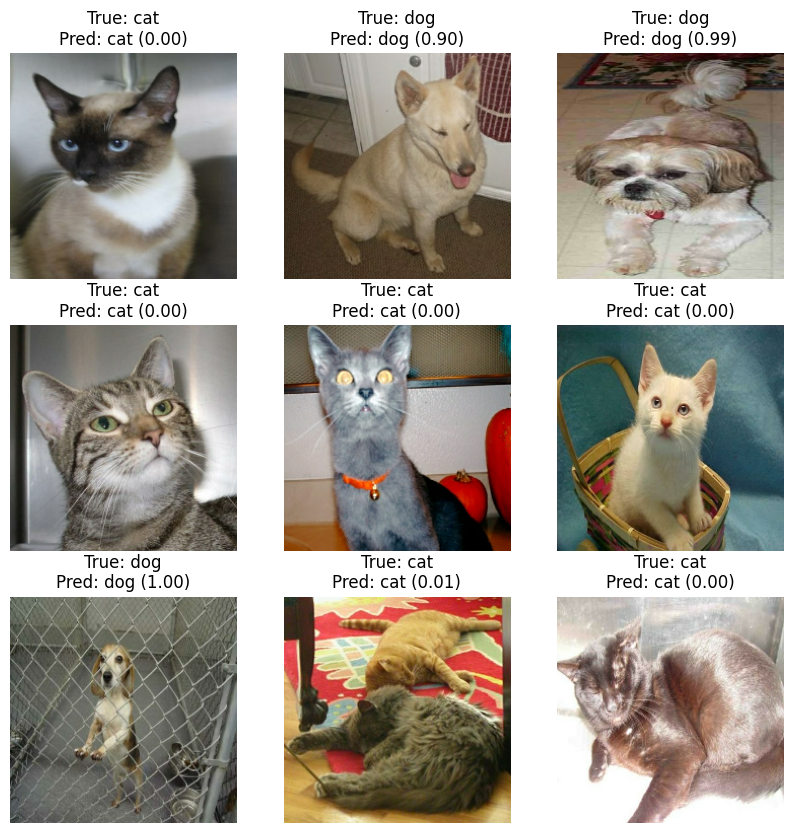 True: cat
Pred: cat (0.00)
True: dog
Pred: dog (0.90)
True: dog
Pred: dog (0.99)
True: cat
Pred: cat (0.00)
True: cat
Pred: cat (0.00)
True: cat
Pred: cat (0.00)
True: dog
Pred: dog (1.00)
True: cat
Pred: cat (0.01)
True: cat
Pred: cat (0.00)